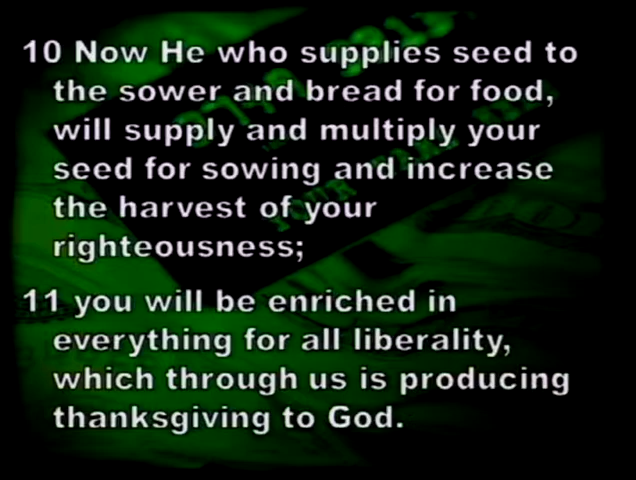 10 Now He who supplies seed to
the sower and bread for food,
will supply and multiply your
seed for sowing and increase
the harvest of your
righteousness;
11 you will be enriched in
everything for all liberality,
which through us is producing
thanksgiving to God.